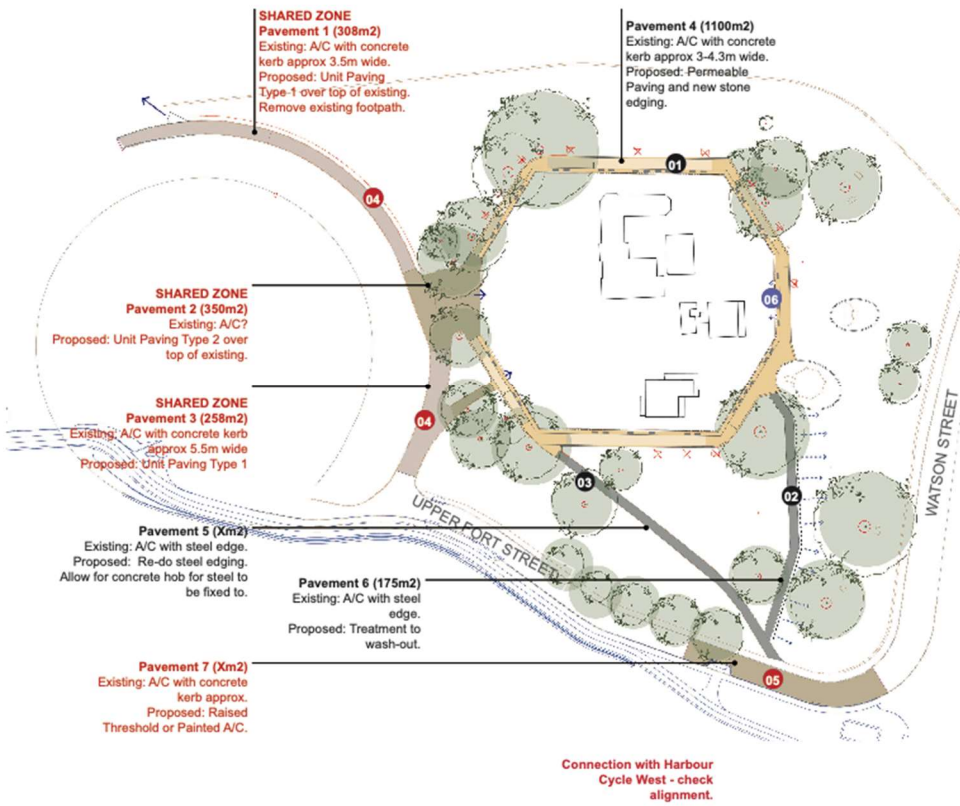 SHARED ZONE
Pavement 1 (308m2)
Existing: A/C with concrete
kerb approx 3.5m wide.
Proposed: Unit Paving
Type 1 over top of existing.
Remove existing footpath.
Pavement 4 (1100m2)
Existing: A/C with concrete
kerb approx 3-4.3m wide.
Proposed: Permeable
Paving and new stone
edging.
01
04
06
SHARED ZONE
Pavement 2 (350m2)
Existing: A/C?
Proposed: Unit Paving Type 2 over
top of existing.
SHARED ZONE
Pavement 3 (258m2)
Existing: A/C with concrete kerb
approx 5.5m wide
Proposed: Unit Paving Type 1
04
03
02
WATSON STREET
UPPER FORT STREET
Pavement 5 (Xm2)
Existing: A/C with steel edge.
Proposed: Re-do steel edging.
Allow for concrete hob for steel to
be fixed to.
Pavement 6 (175m2)
Existing: A/C with steel
edge.
Proposed: Treatment to
wash-out.
Pavement 7 (Xm2)
Existing: A/C with concrete
kerb approx.
Proposed: Raised
Threshold or Painted A/C.
05
Connection with Harbour
Cycle West - check
alignment.